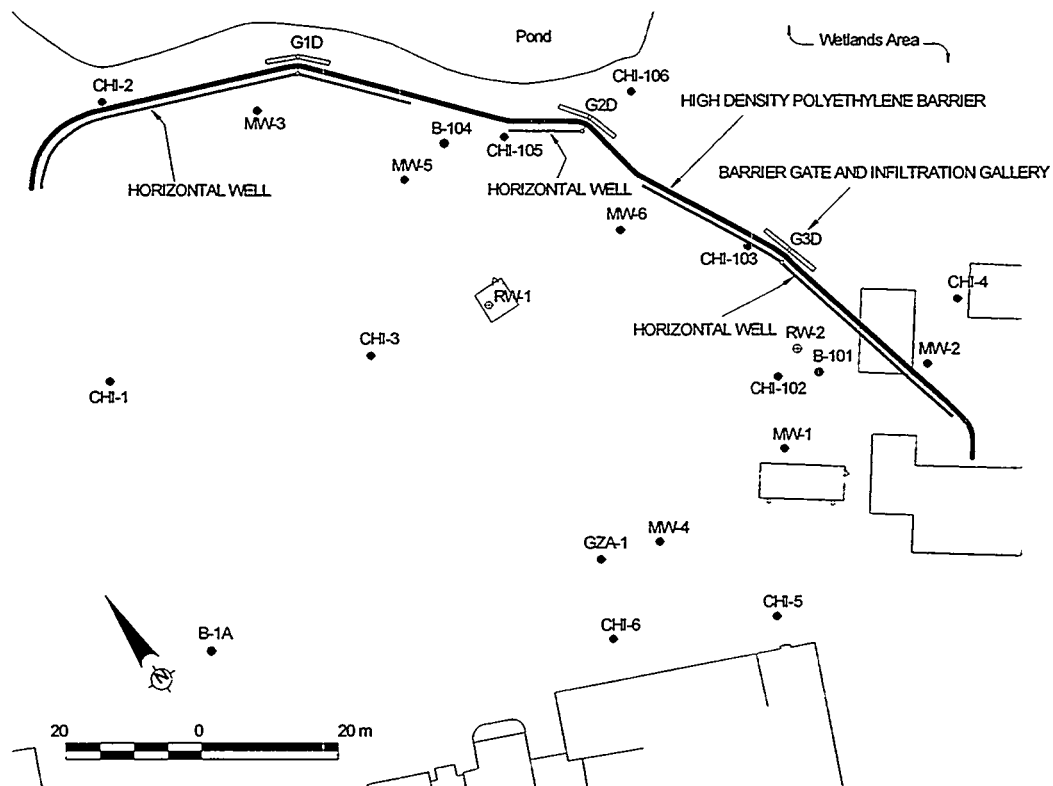 Pond
Wetlands Area
G1D
CHI-106
CHI-2
HIGH DENSITY POLYETHYLENE BARRIER
G2D
MW-3
B-104
CHI-105
MW-5
BARRIER GATE AND INFILTRATION GALLERY
HORIZONTAL WELL
HORIZONTAL WELL
MW-6
G3D
CHI-103
CHI-4
RW-1
HORIZONTAL WELL
RW-2
CHI-3
B-101
MW-2
CHI-1
CHI-102
MW-1
MW-4
GZA-1
CHI-5
B-1A
CHI-6
N
20 0 20 m